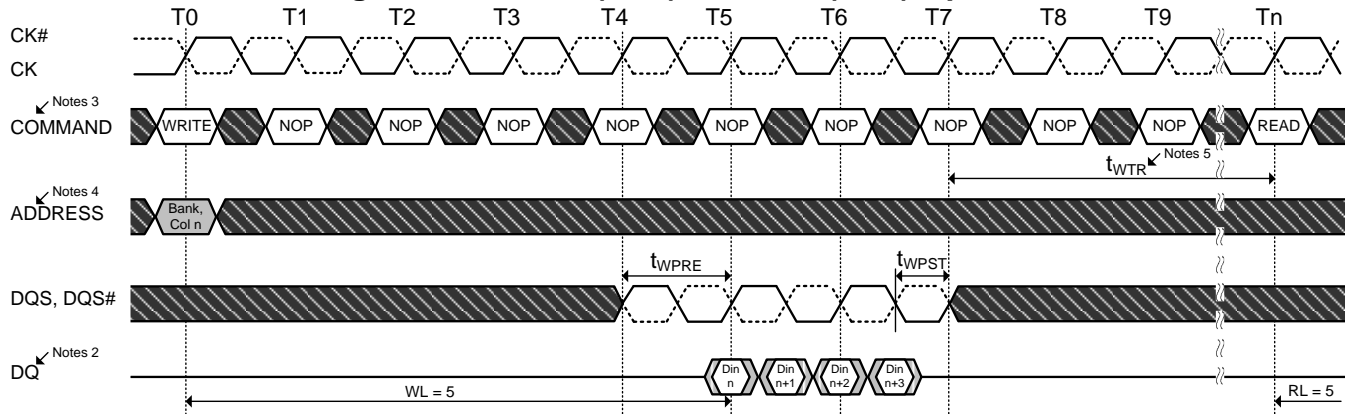 T0 T1 T2 T3 T4 T5 T6 T7 T8 T9 Tn
CK#
CK
Notes 3
COMMAND
WRITE NOP NOP NOP NOP NOP NOP NOP NOP NOP READ
tWTR Notes 5
Notes 4
ADDRESS
Bank,
Col n
tWPRE tWPST
DQS, DQS#
Notes 2
DQ
Din Din Din Din
n n+1 n+2 n+3
WL = 5 RL = 5